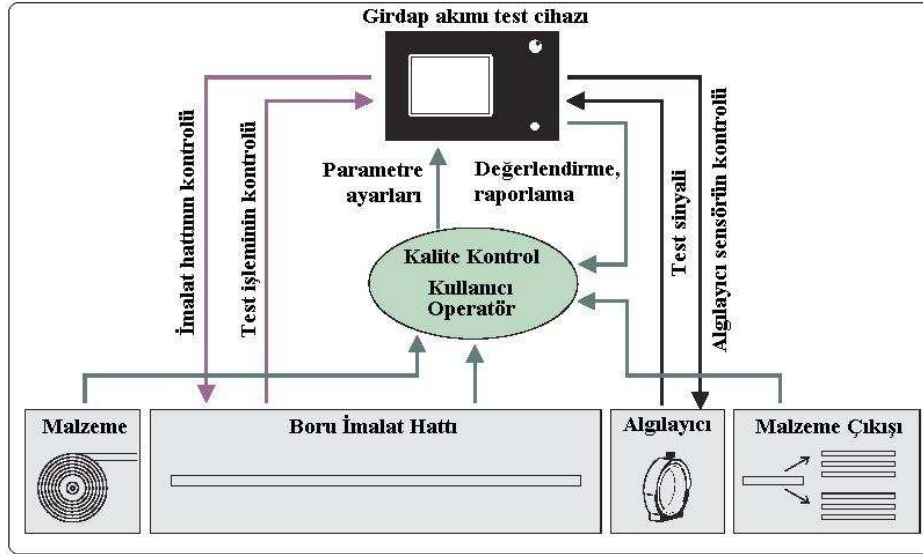 Girdap akımı test cihazı
İmalat hattının kontrolü
Test işleminin kontrolü
Parametre
ayarları
Değerlendirme,
raporlama
Test sinyali
Algılayıcı sensörün kontrolü
Kalite Kontrol
Kullanıcı
Operatör
Malzeme
Boru İmalat Hattı
Algılayıcı
Malzeme Çıkışı